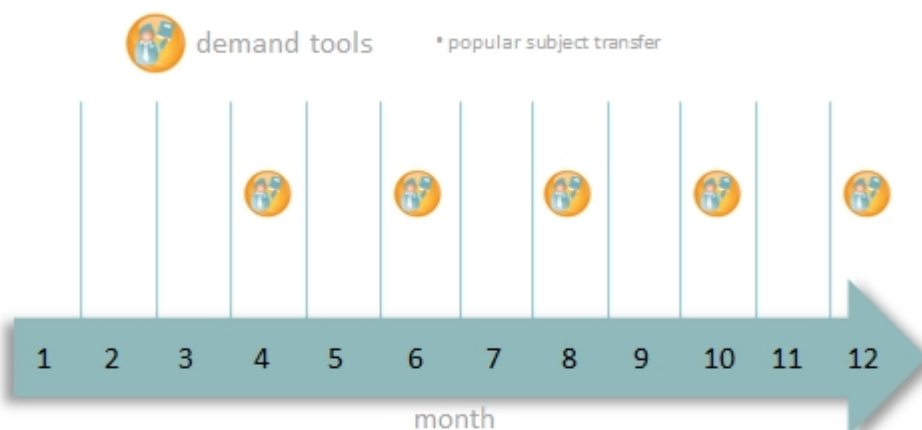 demand tools
• popular subject transfer
1 2 3 4 5 6 7 8 9 10 11 12
month